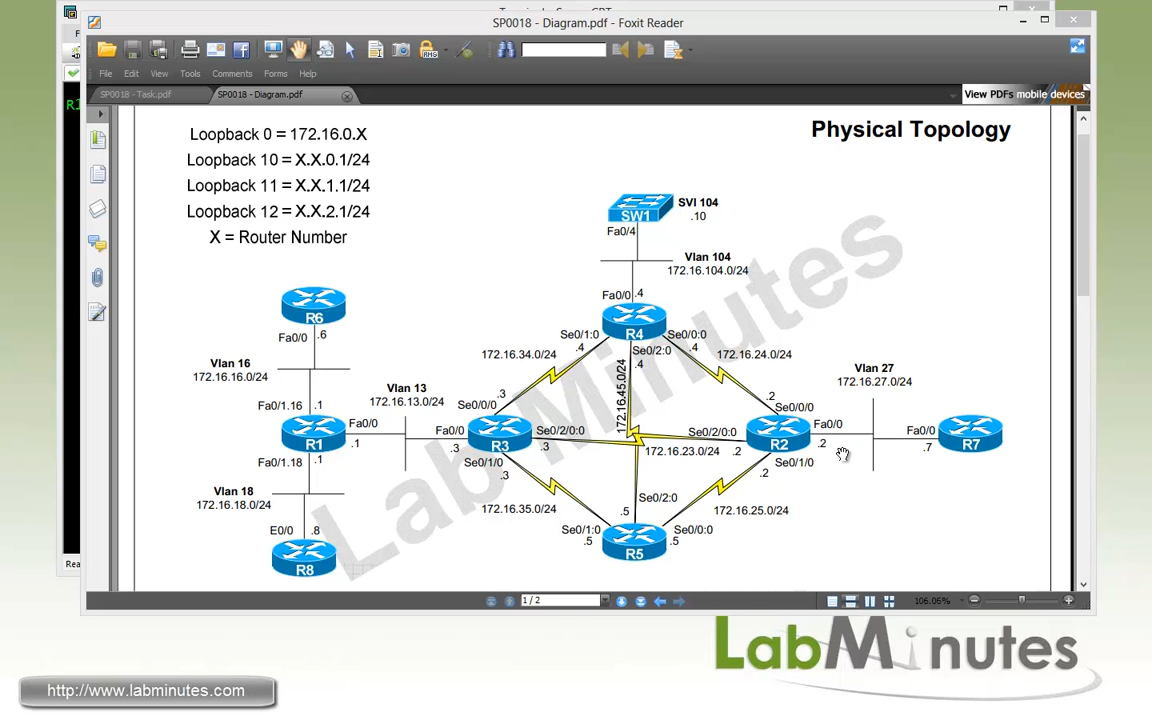 SP0018 - Diagram.pdf - Foxit Reader
File Edit View Tools Comments Forms Help
SP0018 - Task.pdf
SP0018 - Diagram.pdf
View PDFs mobile devices
Loopback 0 = 172.16.0.X
Loopback 10 = X.X.0.1/24
Loopback 11 = X.X.1.1/24
Loopback 12 = X.X.2.1/24
X = Router Number
Physical Topology
SW1
SVI 104
.10
Fa0/4
Vlan 104
172.16.104.0/24
Fa0/0 .4
R4
Se0/1:0
.4
Se0/2:0
.4
Se0/0:0
.4
172.16.34.0/24
172.16.45.0/24
172.16.24.0/24
R6
Fa0/0 .6
Vlan 16
172.16.16.0/24
Fa0/1.16 .1
Vlan 13
172.16.13.0/24
R1
Fa0/0
.1
Fa0/1.18 .1
Vlan 18
172.16.18.0/24
E0/0 .8
R8
.3
Se0/0/0
Fa0/0
.3
R3
Se0/2/0:0
.3
Se0/1/0
.3
172.16.35.0/24
172.16.23.0/24
.2
Se0/0/0
Se0/2/0:0
.2
R2
Fa0/0
.2
Se0/1/0
.2
Vlan 27
172.16.27.0/24
Fa0/0
.7
R7
172.16.25.0/24
Se0/2:0
.5
Se0/1:0
.5
R5
Se0/0:0
.5
Lab Minutes
1 / 2
106.06%
LabMinutes
http://www.labminutes.com